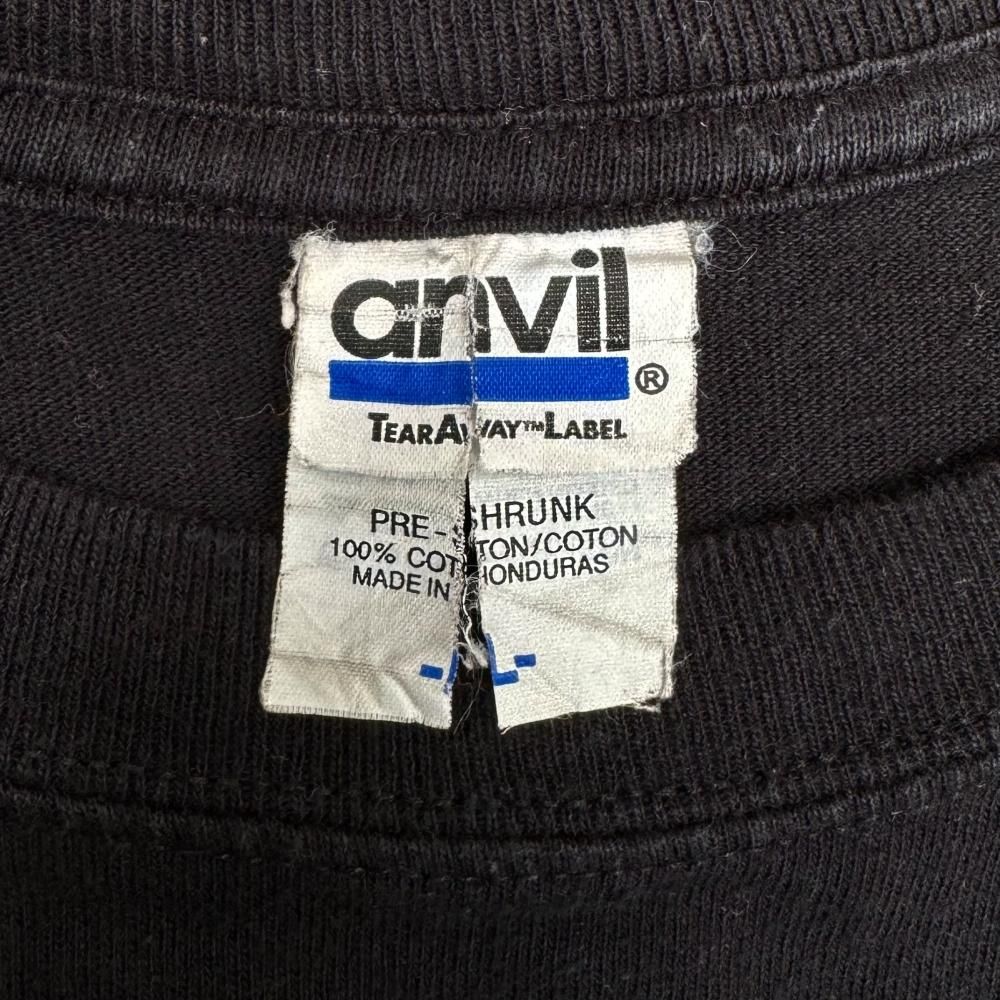 anvil®
TEARAWAY™LABEL
PRE-SHRUNK
100% COTTON/COTON
MADE IN HONDURAS